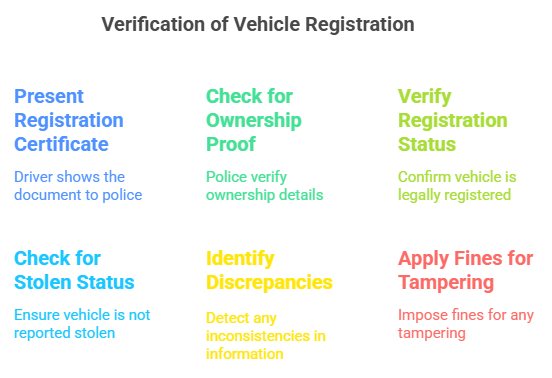 Verification of Vehicle Registration
Present
Registration
Certificate
Driver shows the
document to police
Check for
Ownership
Proof
Police verify
ownership details
Verify
Registration
Status
Confirm vehicle is
legally registered
Check for
Stolen Status
Ensure vehicle is not
reported stolen
Identify
Discrepancies
Detect any
inconsistencies in
information
Apply Fines for
Tampering
Impose fines for any
tampering